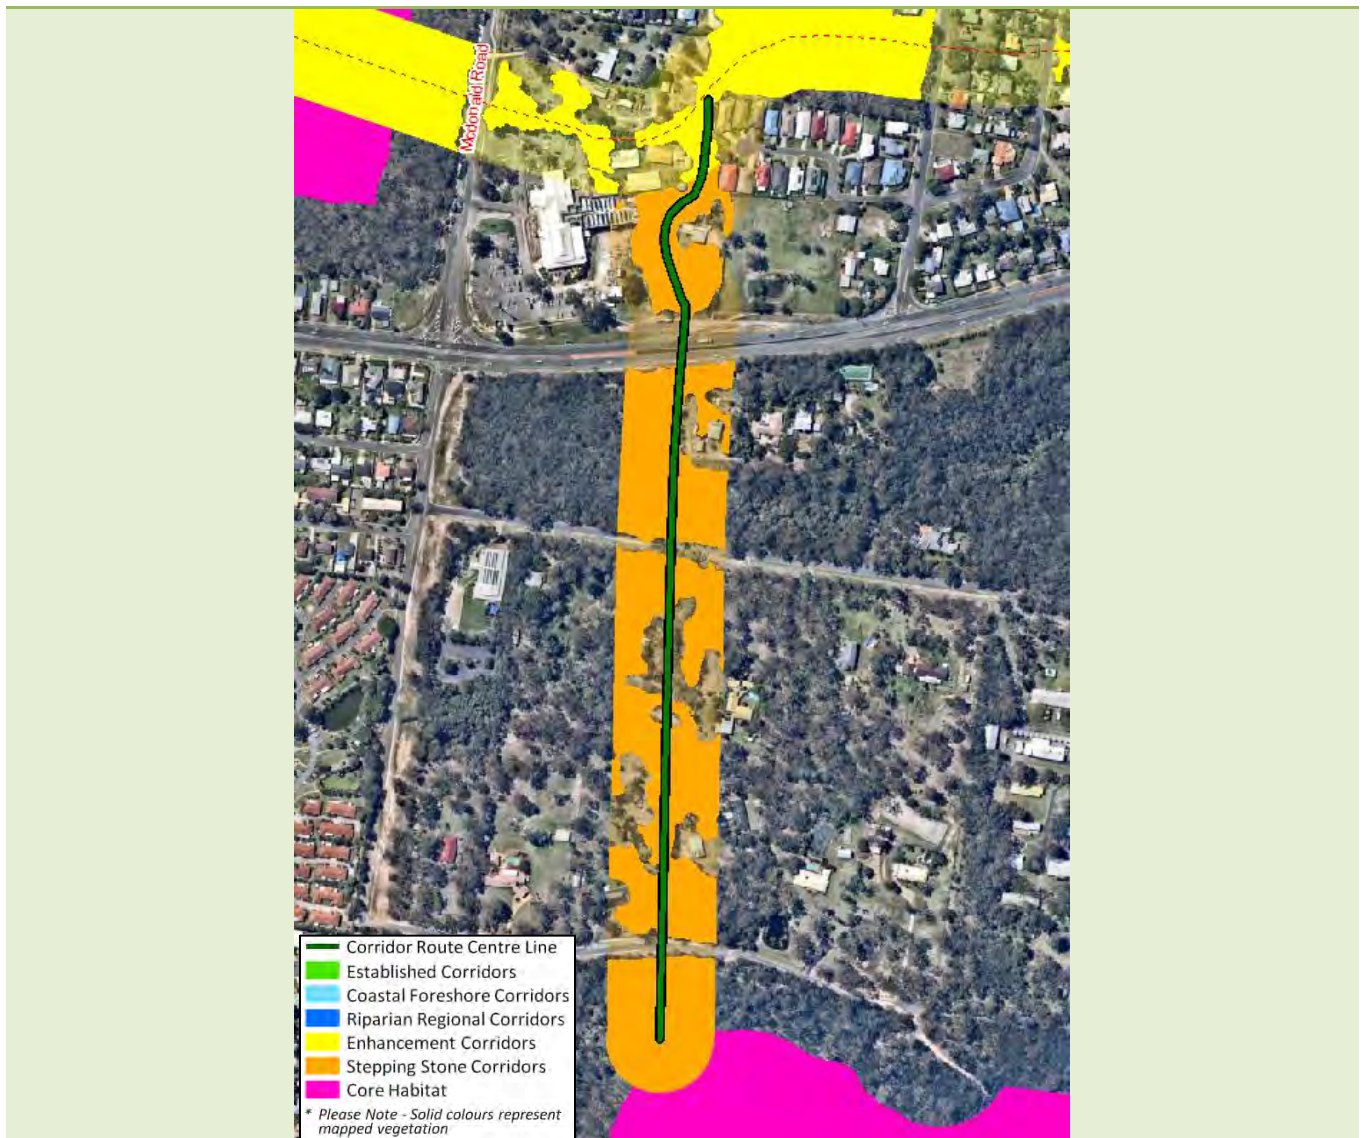 Mcdonald Road
Corridor Route Centre Line
Established Corridors
Coastal Foreshore Corridors
Riparian Regional Corridors
Enhancement Corridors
Stepping Stone Corridors
Core Habitat
* Please Note - Solid colours represent
mapped vegetation